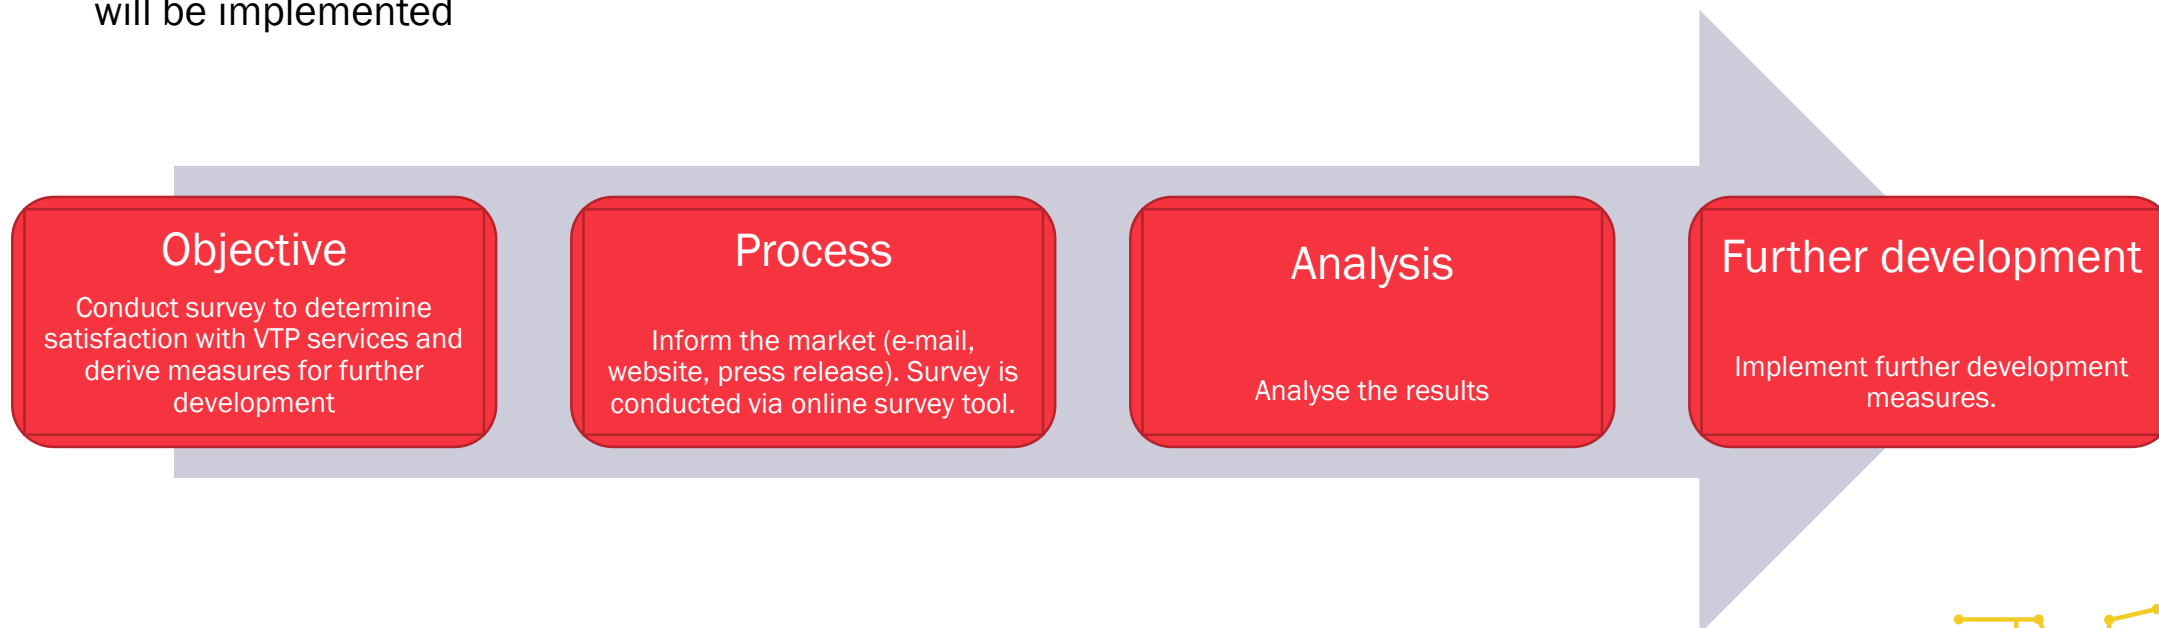 will be implemented
Objective
Conduct survey to determine
satisfaction with VTP services and
derive measures for further
development
Process
Inform the market (e-mail,
website, press release). Survey is
conducted via online survey tool.
Analysis
Analyse the results
Further development
Implement further development
measures.